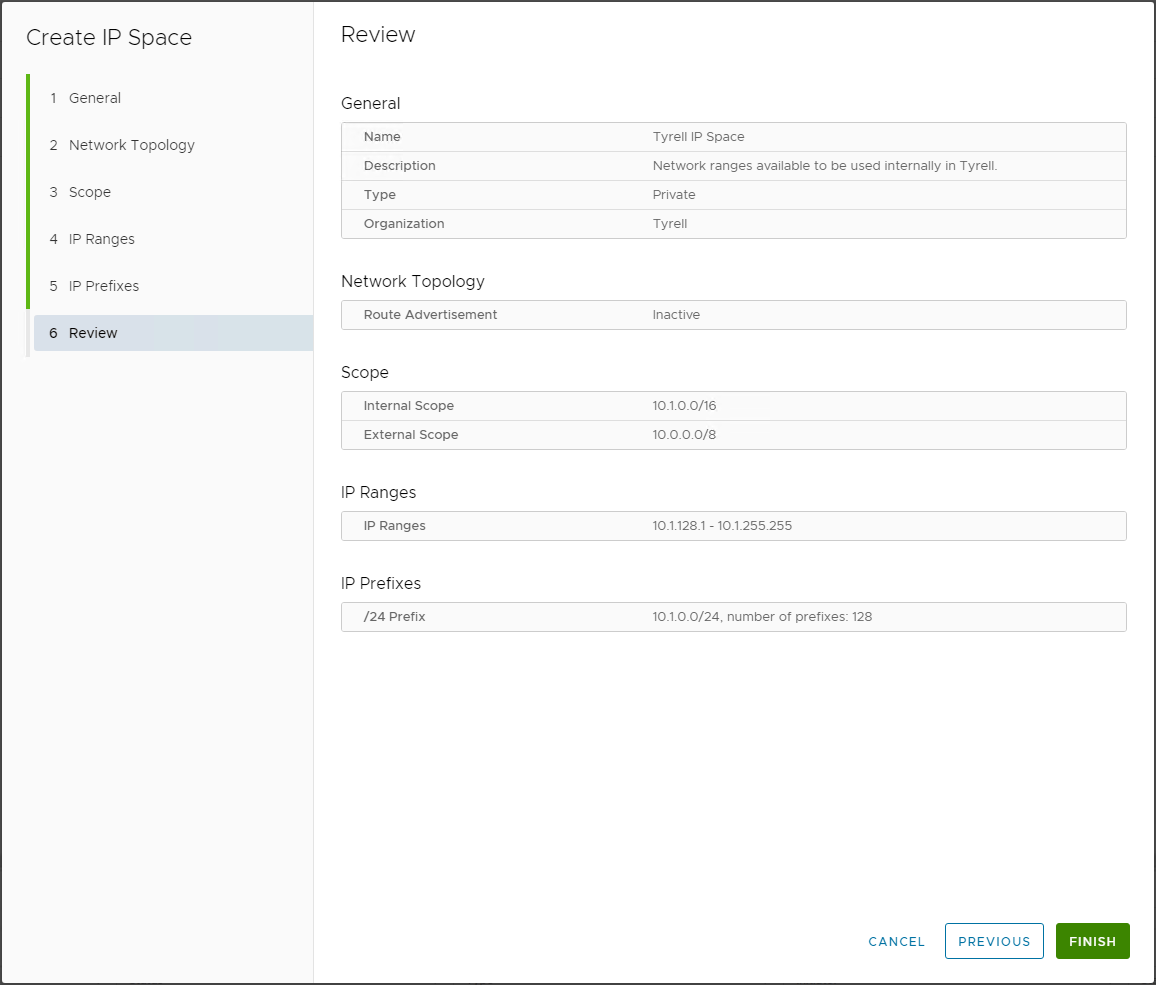 Create IP Space
1 General
2 Network Topology
3 Scope
4 IP Ranges
5 IP Prefixes
6 Review
Review
General
Name Tyrell IP Space
Description Network ranges available to be used internally in Tyrell.
Type Private
Organization Tyrell
Network Topology
Route Advertisement Inactive
Scope
Internal Scope 10.1.0.0/16
External Scope 10.0.0.0/8
IP Ranges
IP Ranges 10.1.128.1 - 10.1.255.255
IP Prefixes
/24 Prefix 10.1.0.0/24, number of prefixes: 128
CANCEL PREVIOUS FINISH